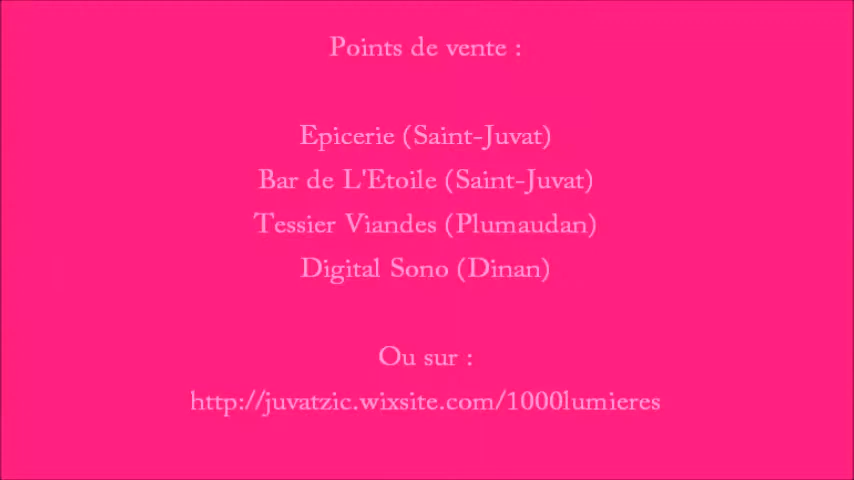 Points de vente :
Epicerie (Saint-Juvat)
Bar de L'Etoile (Saint-Juvat)
Tessier Viandes (Plumaudan)
Digital Sono (Dinan)
Ou sur :
http://juvatzic.wixsite.com/1000lumieres